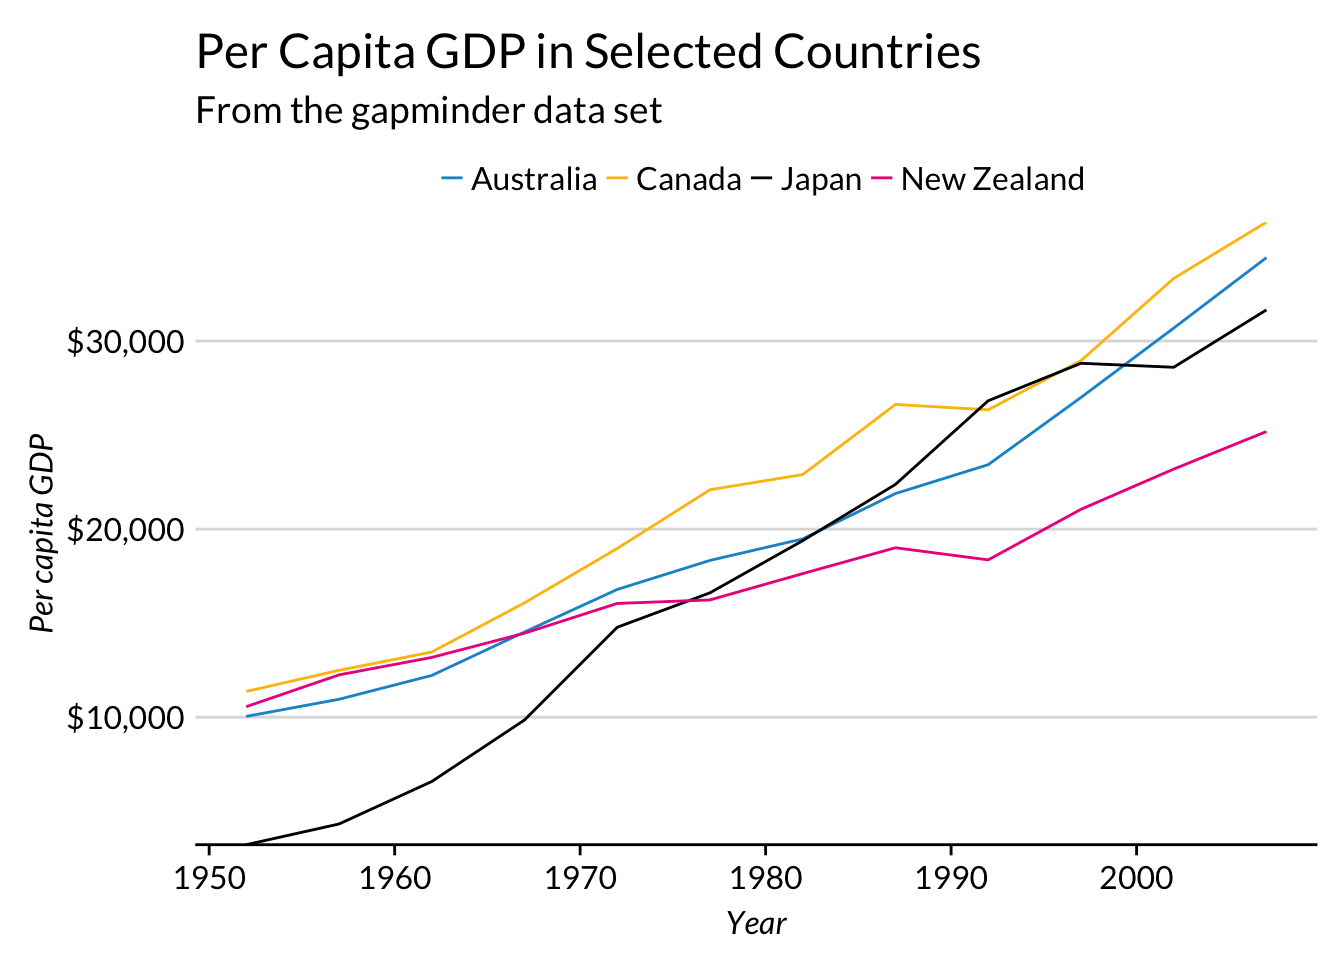 Per Capita GDP in Selected Countries
From the gapminder data set
Australia Canada Japan New Zealand
$30,000
$20,000
$10,000
Per capita GDP
1950 1960 1970 1980 1990 2000
Year